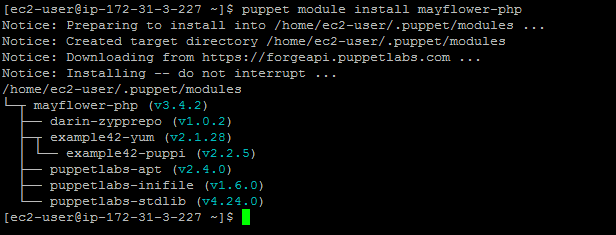 [ec2-user@ip-172-31-3-227 ~]$ puppet module install mayflower-php
Notice: Preparing to install into /home/ec2-user/.puppet/modules ...
Notice: Created target directory /home/ec2-user/.puppet/modules
Notice: Downloading from https://forgeapi.puppetlabs.com ...
Notice: Installing -- do not interrupt ...
/home/ec2-user/.puppet/modules
└─┬ mayflower-php (v3.4.2)
  ├── darin-zypprepo (v1.0.2)
  ├─┬ example42-yum (v2.1.28)
  │ └── example42-puppi (v2.2.5)
  ├── puppetlabs-apt (v2.4.0)
  ├── puppetlabs-inifile (v1.6.0)
  └── puppetlabs-stdlib (v4.24.0)
[ec2-user@ip-172-31-3-227 ~]$